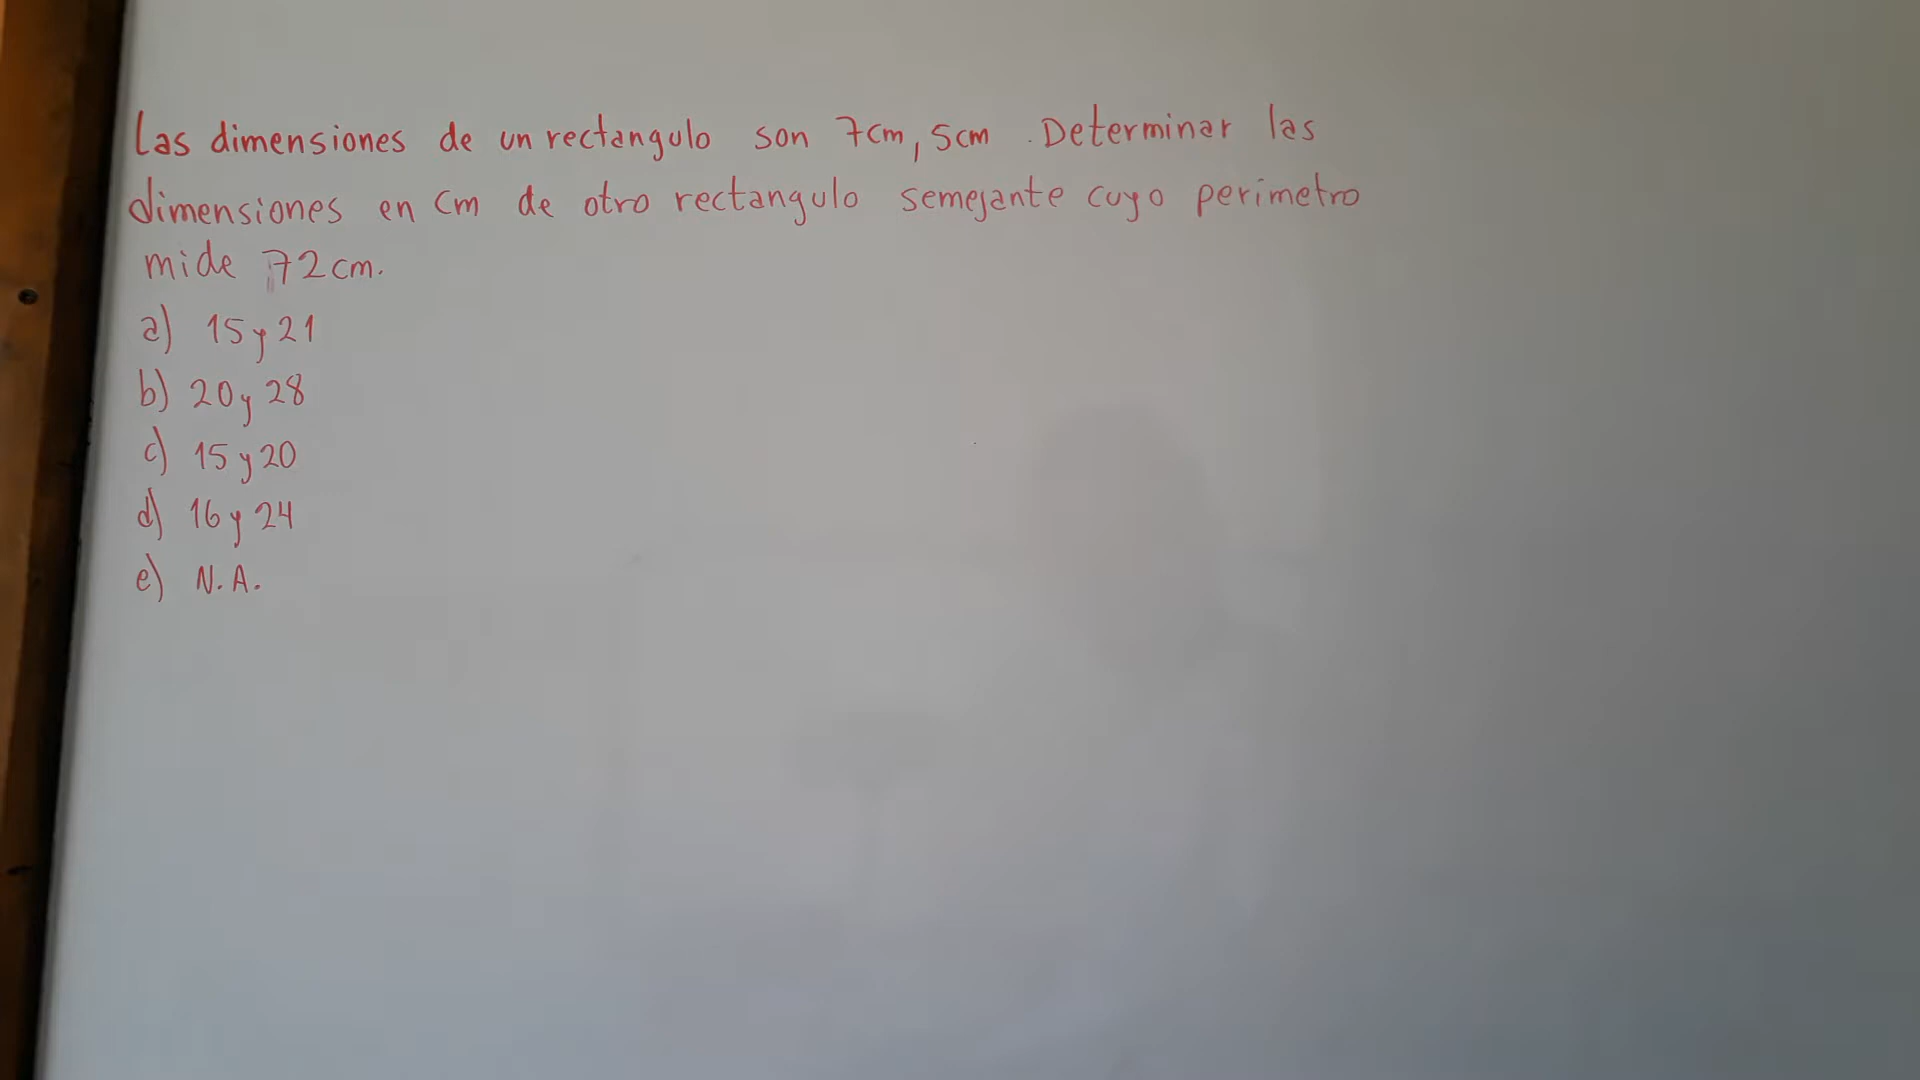 Las dimensiones de un rectangulo son 7cm, 5cm. Determinar las
dimensiones en cm de otro rectangulo semejante cuyo perimetro
mide 72cm.
a) 15 y 21
b) 20 y 28
c) 15 y 20
d) 16 y 24
e) N.A.